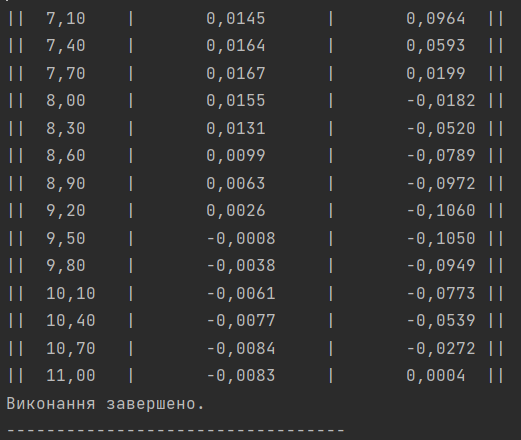 ||  7,10    |       0,0145      |       0,0964  ||
||  7,40    |       0,0164      |       0,0593  ||
||  7,70    |       0,0167      |       0,0199  ||
||  8,00    |       0,0155      |       -0,0182 ||
||  8,30    |       0,0131      |       -0,0520 ||
||  8,60    |       0,0099      |       -0,0789 ||
||  8,90    |       0,0063      |       -0,0972 ||
||  9,20    |       0,0026      |       -0,1060 ||
||  9,50    |       -0,0008     |       -0,1050 ||
||  9,80    |       -0,0038     |       -0,0949 ||
||  10,10   |       -0,0061     |       -0,0773 ||
||  10,40   |       -0,0077     |       -0,0539 ||
||  10,70   |       -0,0084     |       -0,0272 ||
||  11,00   |       -0,0083     |       0,0004  ||
Виконання завершено.
----------------------------------